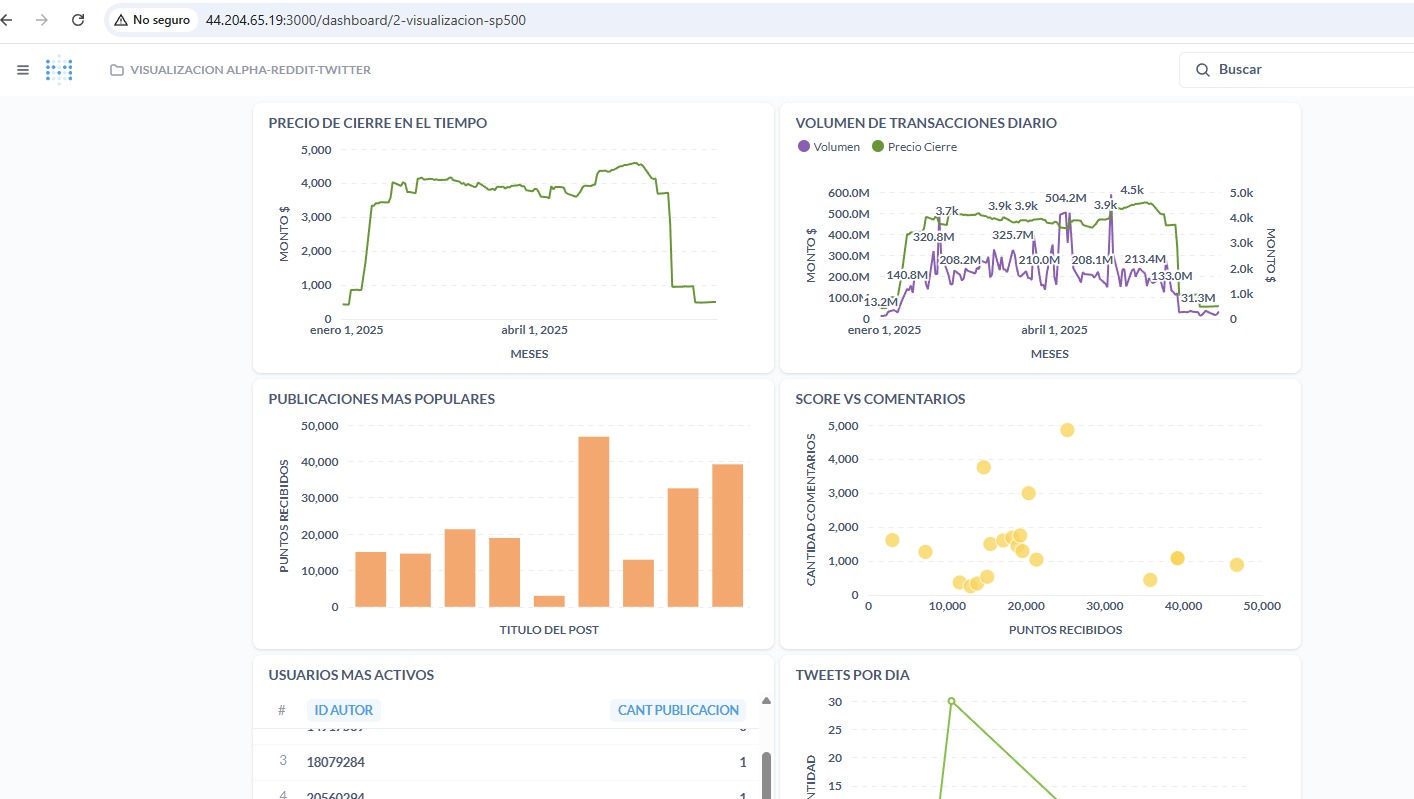 No seguro
44.204.65.19:3000/dashboard/2-visualizacion-sp500
VISUALIZACION ALPHA-REDDIT-TWITTER
Buscar
PRECIO DE CIERRE EN EL TIEMPO
5,000
4,000
3,000
2,000
1,000
0
MONTO $
enero 1, 2025
abril 1, 2025
MESES
VOLUMEN DE TRANSACCIONES DIARIO
Volumen
Precio Cierre
600.0M
500.0M
400.0M
300.0M
200.0M
100.0M
0
MONTO $
13.2M
140.8M
320.8M
3.7k
208.2M
3.9k
3.9k
325.7M
210.0M
504.2M
208.1M
3.9k
4.5k
213.4M
133.0M
31.3M
5.0k
4.0k
3.0k
2.0k
1.0k
0
MONTO $
enero 1, 2025
abril 1, 2025
MESES
PUBLICACIONES MAS POPULARES
50,000
40,000
30,000
20,000
10,000
0
PUNTOS RECIBIDOS
TITULO DEL POST
SCORE VS COMENTARIOS
5,000
4,000
3,000
2,000
1,000
0
CANTIDAD COMENTARIOS
0
10,000
20,000
30,000
40,000
50,000
PUNTOS RECIBIDOS
USUARIOS MAS ACTIVOS
# ID AUTOR CANT PUBLICACION
3 18079284 1
4 20560294 1
TWEETS POR DIA
30
25
20
15